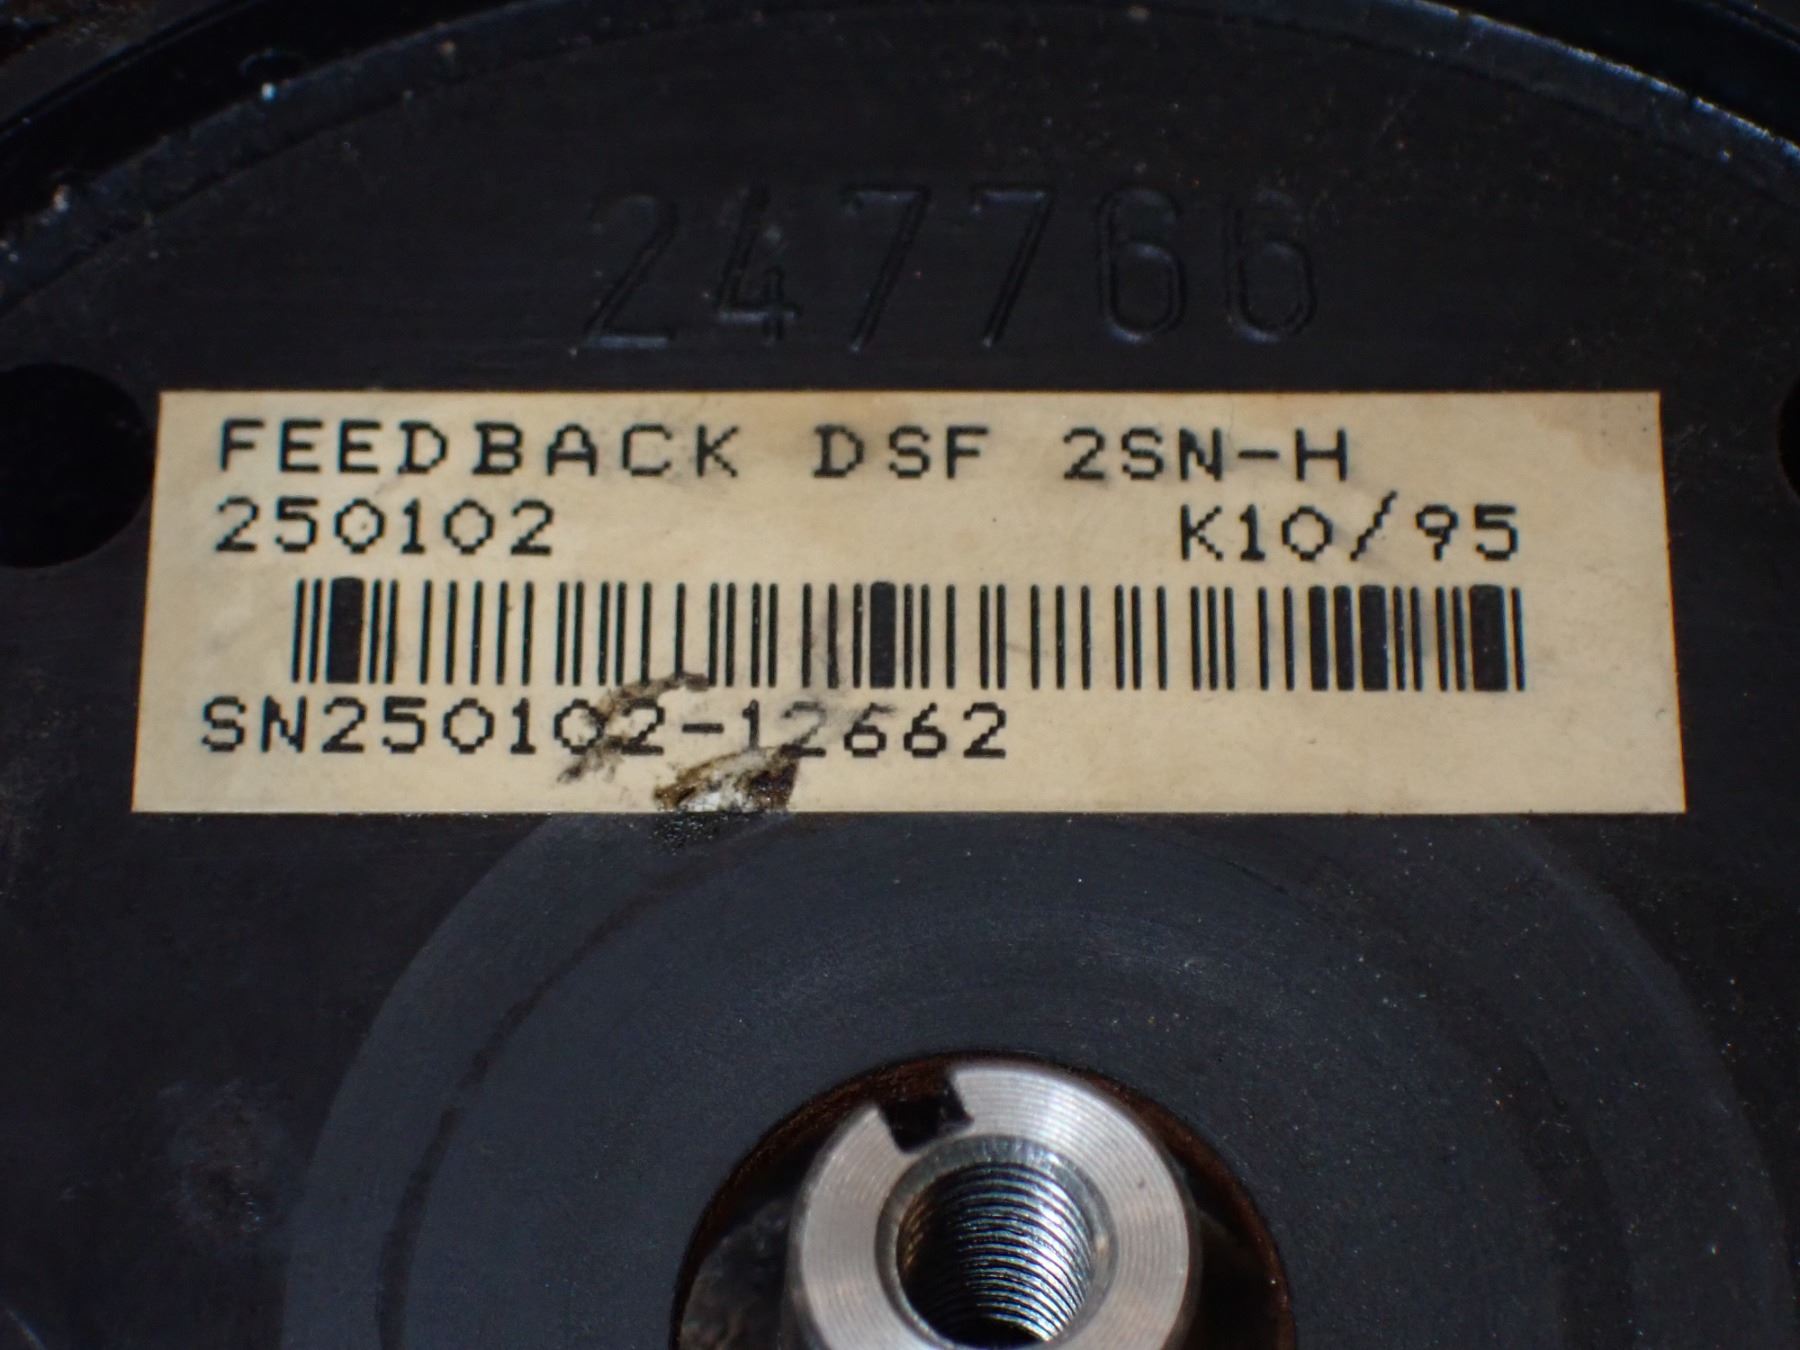 247766
FEEDBACK DSF 2SN-H
250102 K10/95
SN250102-12662